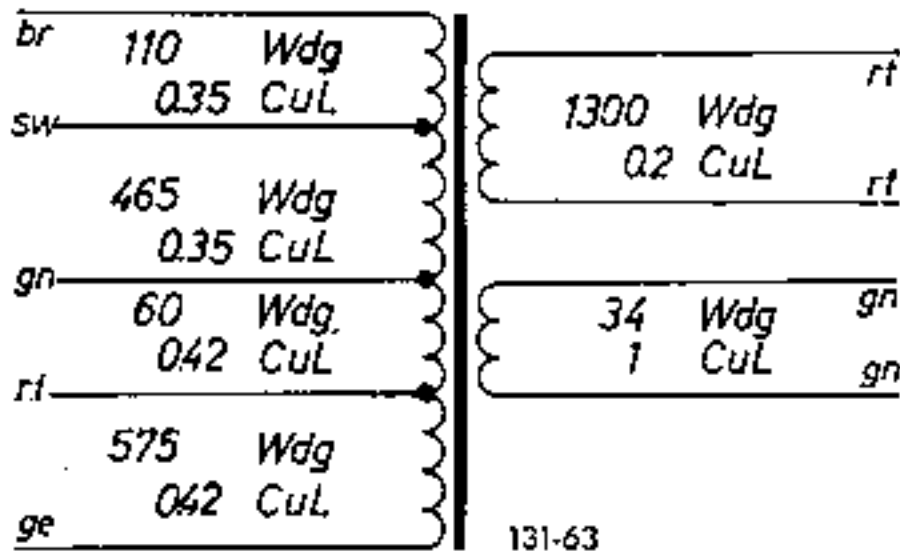 br
110 Wdg
0.35 CuL
sw
465 Wdg
0.35 CuL
gn
60 Wdg.
0.42 CuL
rt
575 Wdg
0.42 CuL
ge
rt
1300 Wdg
0.2 CuL
rt
gn
34 Wdg
1 CuL
gn
131-63